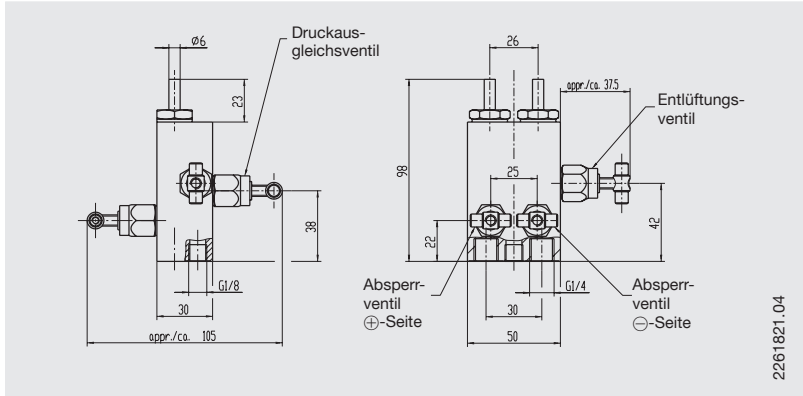 Ø6
Druckaus-
gleichsventil
23
38
G1/8
30
appr./ca. 105
26
appr./ca. 37.5
Entlüftungs-
ventil
98
25
22
42
Absperr-
ventil
⊕-Seite
G1/4
30
50
Absperr-
ventil
⊖-Seite
2261821.04